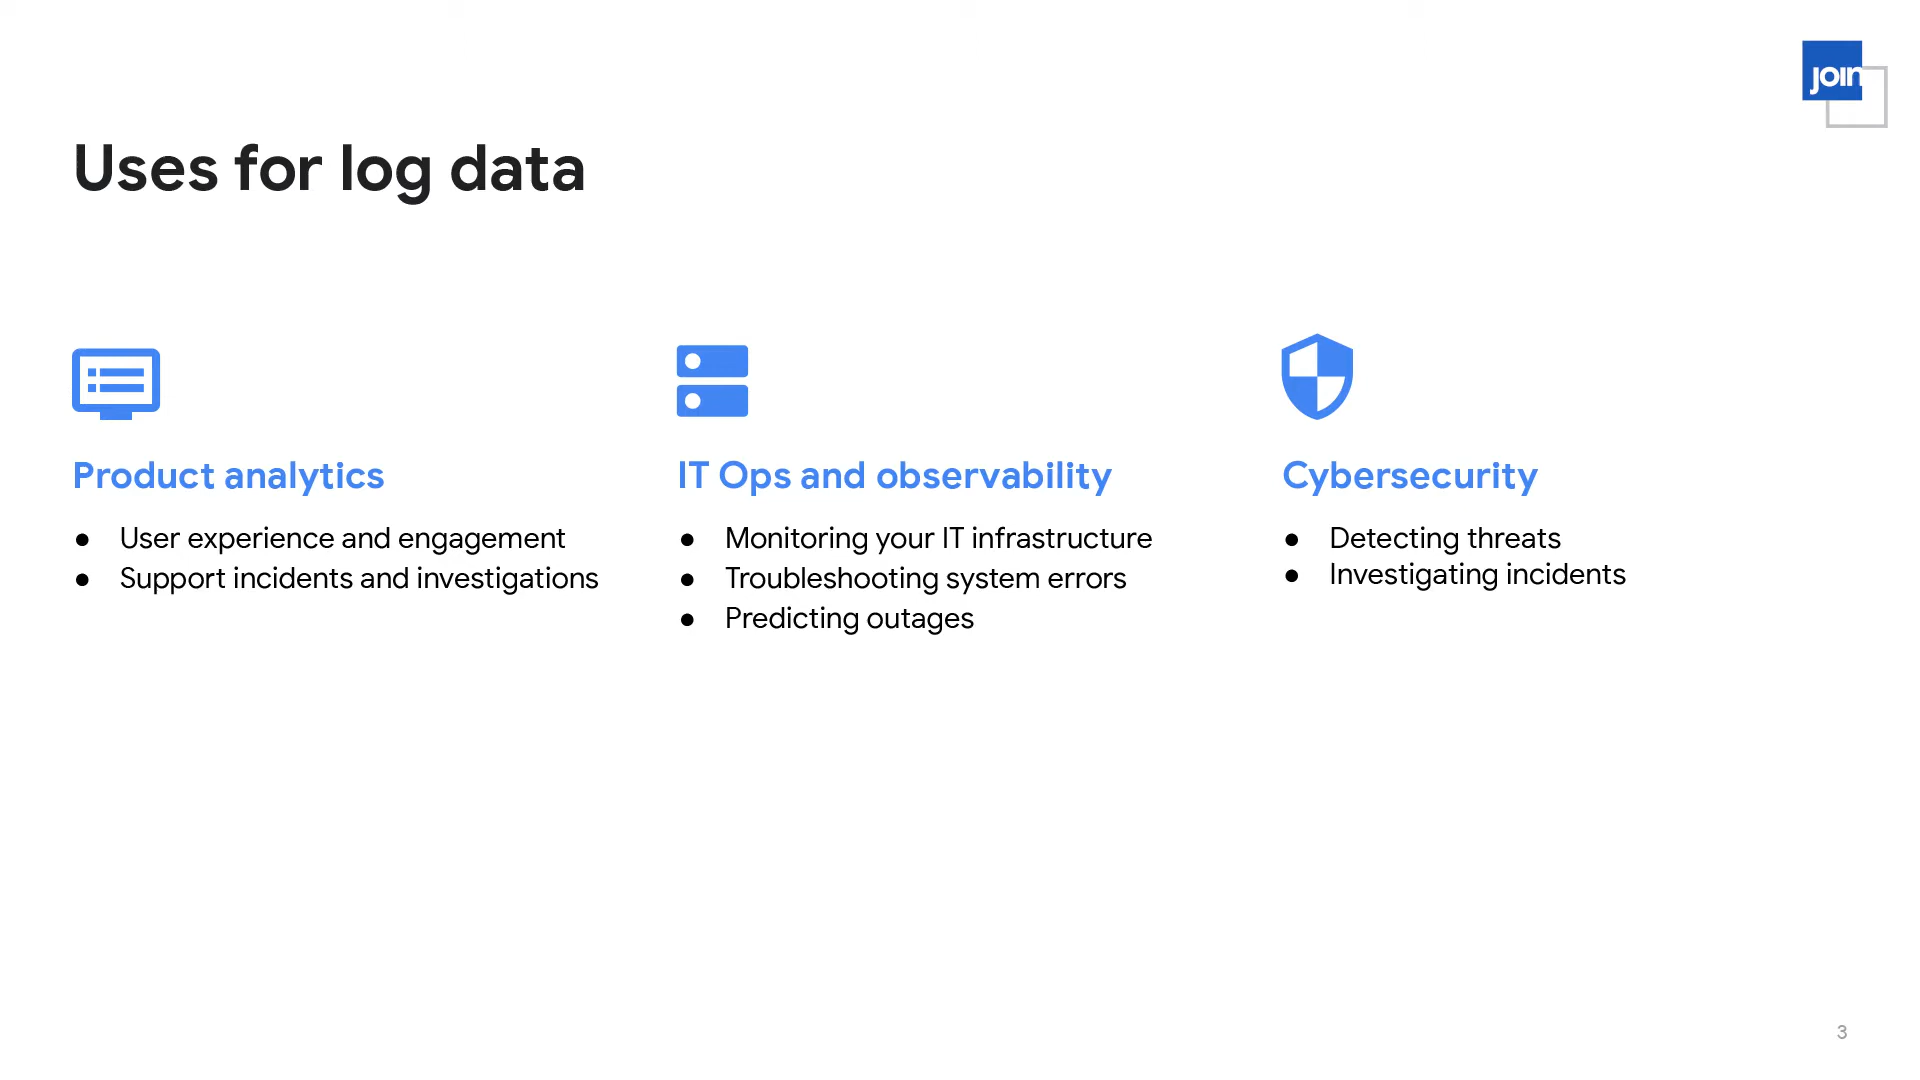 join
Uses for log data
Product analytics
● User experience and engagement
● Support incidents and investigations
IT Ops and observability
● Monitoring your IT infrastructure
● Troubleshooting system errors
● Predicting outages
Cybersecurity
● Detecting threats
● Investigating incidents
3